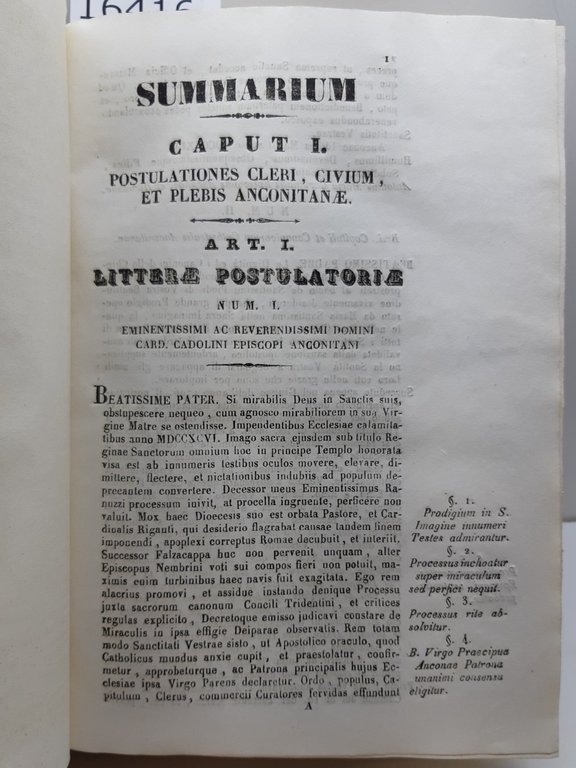 16416
1
SUMMARIUM
CAPUT I.
POSTULATIONES CLERI, CIVIUM,
ET PLEBIS ANCONITANÆ.
ART. I.
LITTERÆ POSTULATORIÆ
NUM. I.
EMINENTISSIMI AC REVERENDISSIMI DOMINI
CARD. CADOLINI EPISCOPI ANCONITANI
BEATISSIME PATER. Si mirabilis Deus in Sanctis suis,
obstupescere nequeo, cum agnosco mirabiliorem in sua Vir-
gine Matre se ostendisse. Impendentibus Ecclesiae calamita-
tibus anno MDCCXCVI. Imago sacra ejusdem sub titulo Re-
ginae Sanctorum omnium hoc in principe Templo honorata
visa est ab innumeris testibus oculos movere, elevare, di-
mittere, flectere, et nictationibus indubiis ad populum de-
precantem convertere. Decessor meus Eminentissimus Ra-
nuzzi processum inivit, at procella ingruente, perficere non
valuit. Mox haec Dioecesis suo est orbata Pastore, et Car-
dinalis Riganti, qui desiderio flagrabat causae tandem finem
imponendi, apoplexi correptus Romae decubuit, et interiit.
Successor Falzacappa huc non pervenit unquam, alter
Episcopus Nembrini voti sui compos fieri non potuit, ma-
ximis enim turbinibus haec navis fuit exagitata. Ego rem
alacrius promovi, et assidue instando denique Processu
juxta sacrorum canonum Concili Tridentini, et critices
regulas explicito, Decretoque emisso judicavi constare de
Miraculis in ipsa effigie Deiparae observatis. Rem totam
modo Sanctitati Vestrae sisto, ut Apostolico oraculo, quod
Catholicus mundus anxie cupit, et praestolatur, confir-
metur, approbeturque, ac Patrona principalis hujus Ec-
clesiae ipsa Virgo Parens declaretur. Ordo, populus, Ca-
pitulum, Clerus, commercii Curatores fervidas effundunt
A
§. 1.
Prodigium in S.
Imagine innumeri
Testes admirantur.
§. 2.
Processus inchoatur
super miraculum
sed perfici nequit.
§. 3.
Processus rite ab-
solvitur.
§. 4.
B. Virgo Praecipua
Anconae Patrona
unanimi consensu
eligitur.